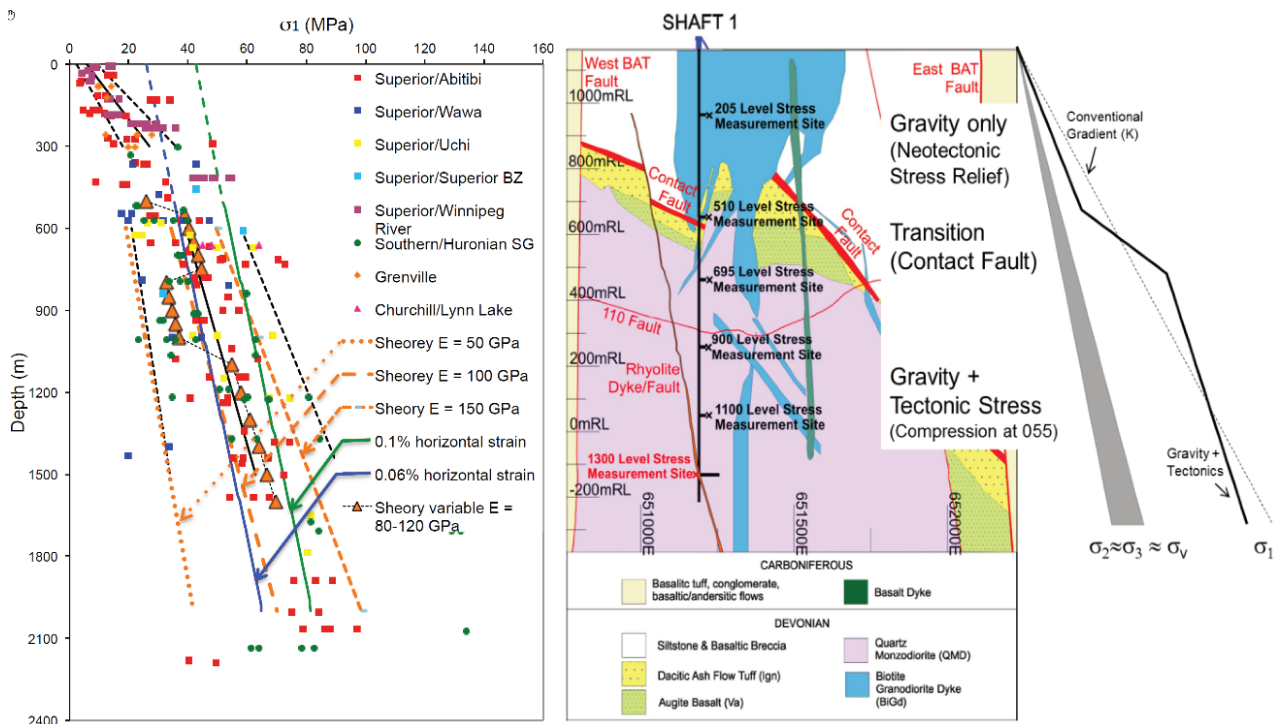 σ1 (MPa)
0 20 40 60 80 100 120 140 160
0
300
600
900
1200
1500
1800
2100
2400
Depth (m)
Superior/Abitibi
Superior/Wawa
Superior/Uchi
Superior/Superior BZ
Superior/Winnipeg
River
Southern/Huronian SG
Grenville
Churchill/Lynn Lake
Sheorey E = 50 GPa
Sheorey E = 100 GPa
Sheory E = 150 GPa
0.1% horizontal strain
0.06% horizontal strain
Sheory variable E =
80-120 GPa
SHAFT 1
West BAT
Fault
East BAT
Fault
1000mRL
800mRL
600mRL
400mRL
200mRL
0mRL
-200mRL
205 Level Stress
Measurement Site
Contact
Fault
510 Level Stress
Measurement Site
Contact
Fault
695 Level Stress
Measurement Site
110 Fault
900 Level Stress
Measurement Site
Rhyolite
Dyke/Fault
1100 Level Stress
Measurement Site
1300 Level Stress
Measurement Site
651000E
651500E
652000E
Gravity only
(Neotectonic
Stress Relief)
Transition
(Contact Fault)
Gravity +
Tectonic Stress
(Compression at 055)
Conventional
Gradient (K)
Gravity +
Tectonics
σ2≈σ3 ≈ σv
σ1
CARBONIFEROUS
Basalitc tuff, conglomerate,
basaltic/andersitic flows
Basalt Dyke
DEVONIAN
Siltstone & Basaltic Breccia
Quartz
Monzodiorite (QMD)
Dacitic Ash Flow Tuff (Ign)
Biotite
Granodiorite Dyke
(BiGd)
Augite Basalt (Va)